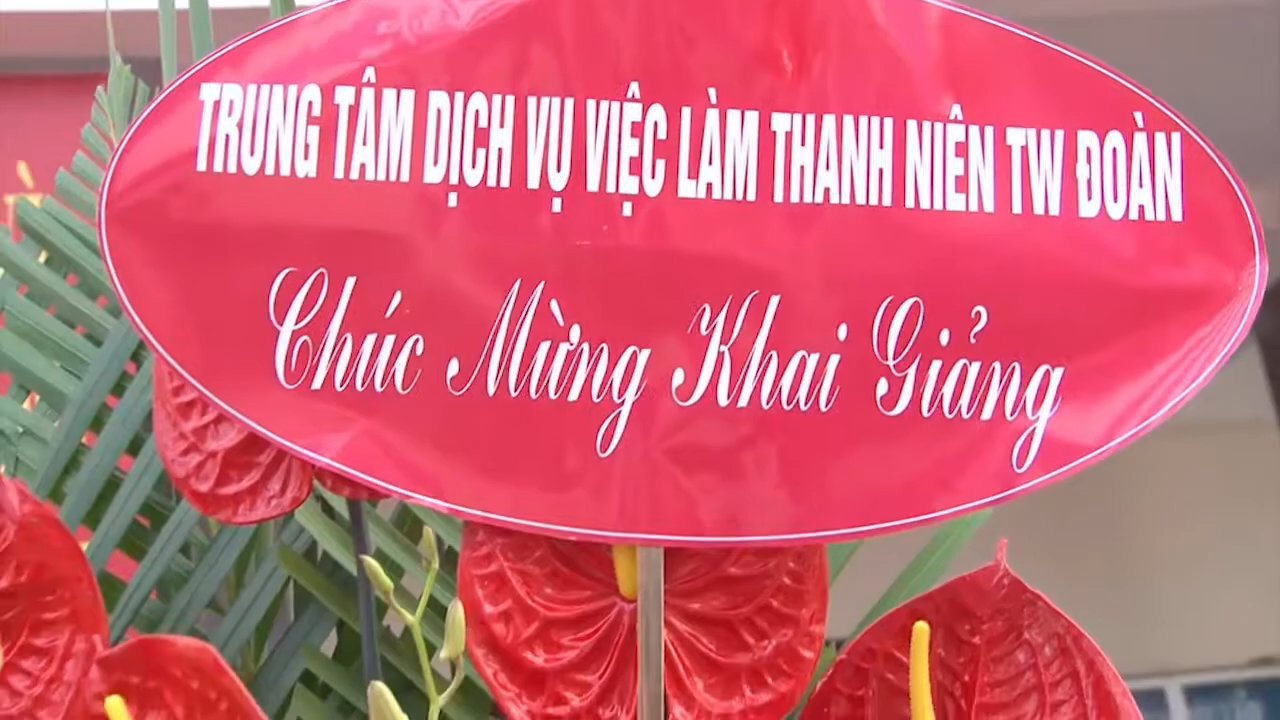 TRUNG TÂM DỊCH VỤ VIỆC LÀM THANH NIÊN TW ĐOÀN
Chúc Mừng Khai Giảng